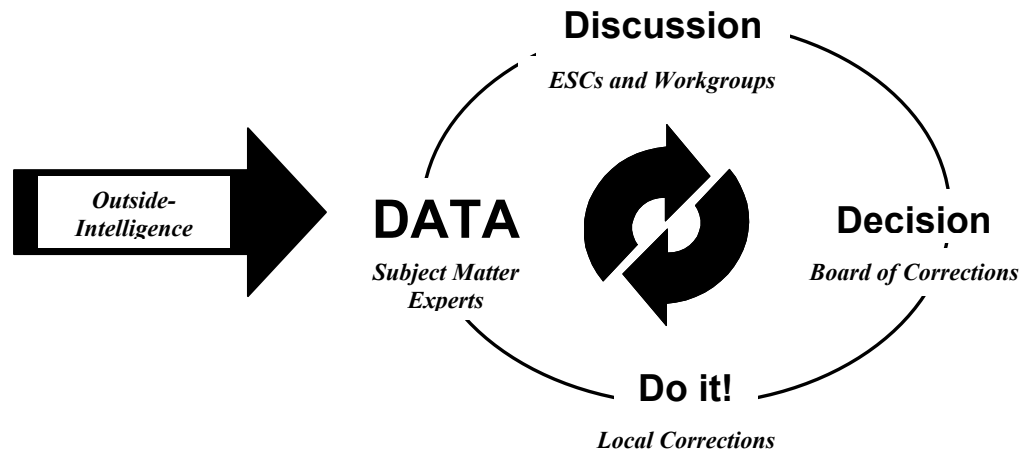 Discussion
ESCs and Workgroups
Outside-
Intelligence
DATA
Subject Matter
Experts
Decision
Board of Corrections
Do it!
Local Corrections